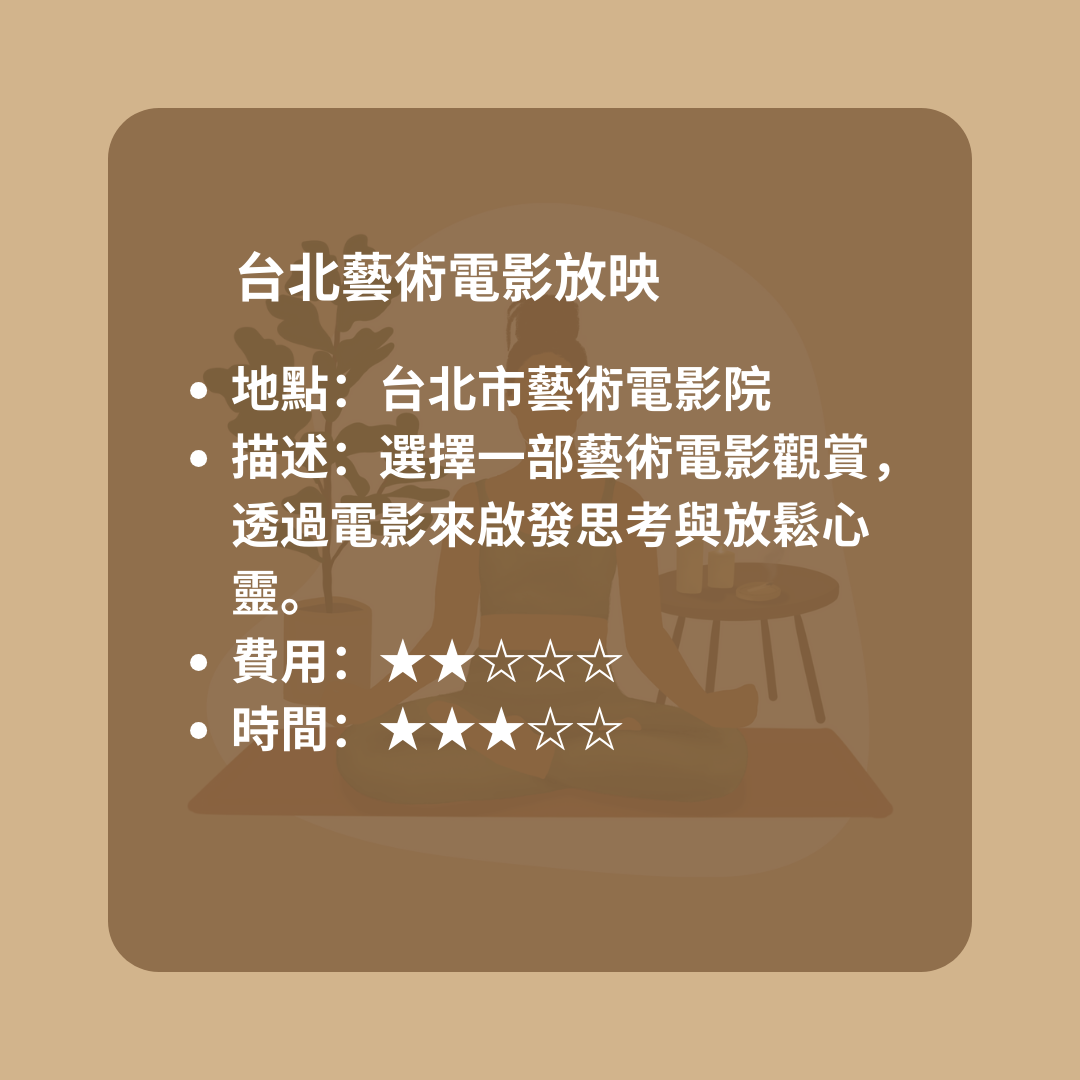 台北藝術電影放映
• 地點：台北市藝術電影院
• 描述：選擇一部藝術電影觀賞，
透過電影來啟發思考與放鬆心
靈。
• 費用：★★☆☆☆
• 時間：★★★☆☆